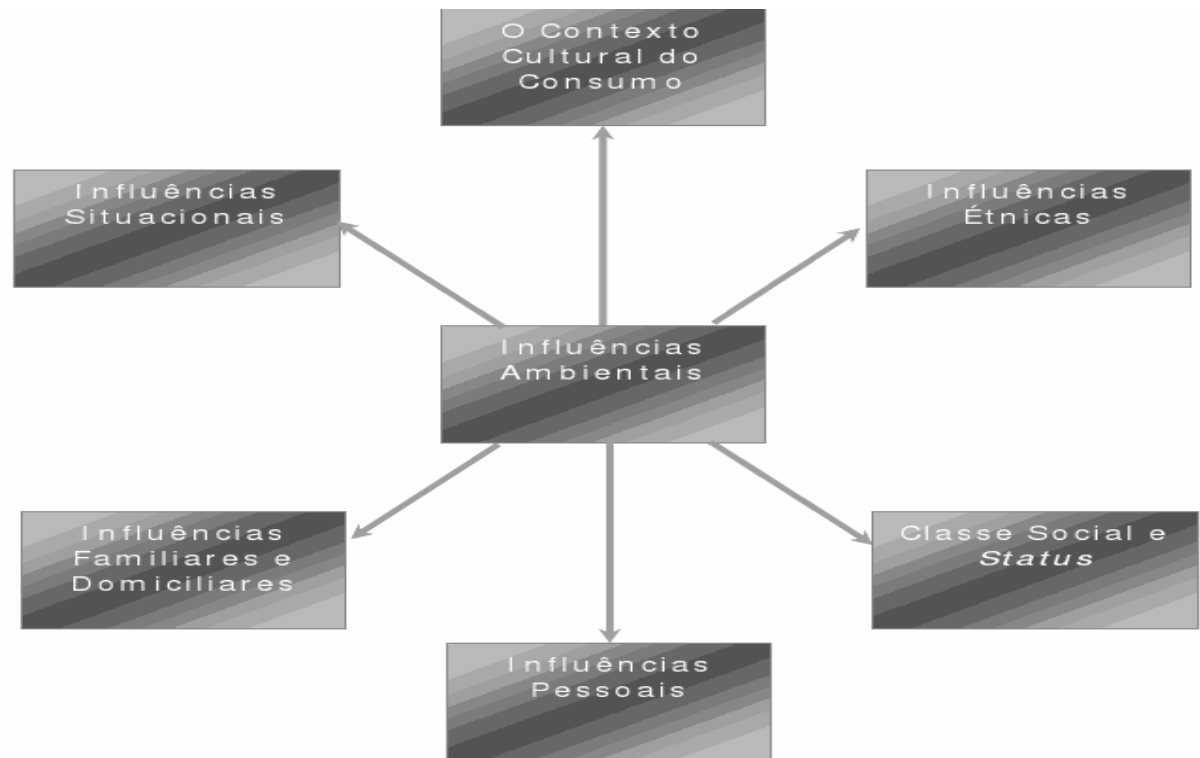 O Contexto
Cultural do
Consumo
Influências
Situacionais
Influências
Étnicas
Influências
Ambientais
Influências
Familiares e
Domiciliares
Classe Social e
Status
Influências
Pessoais